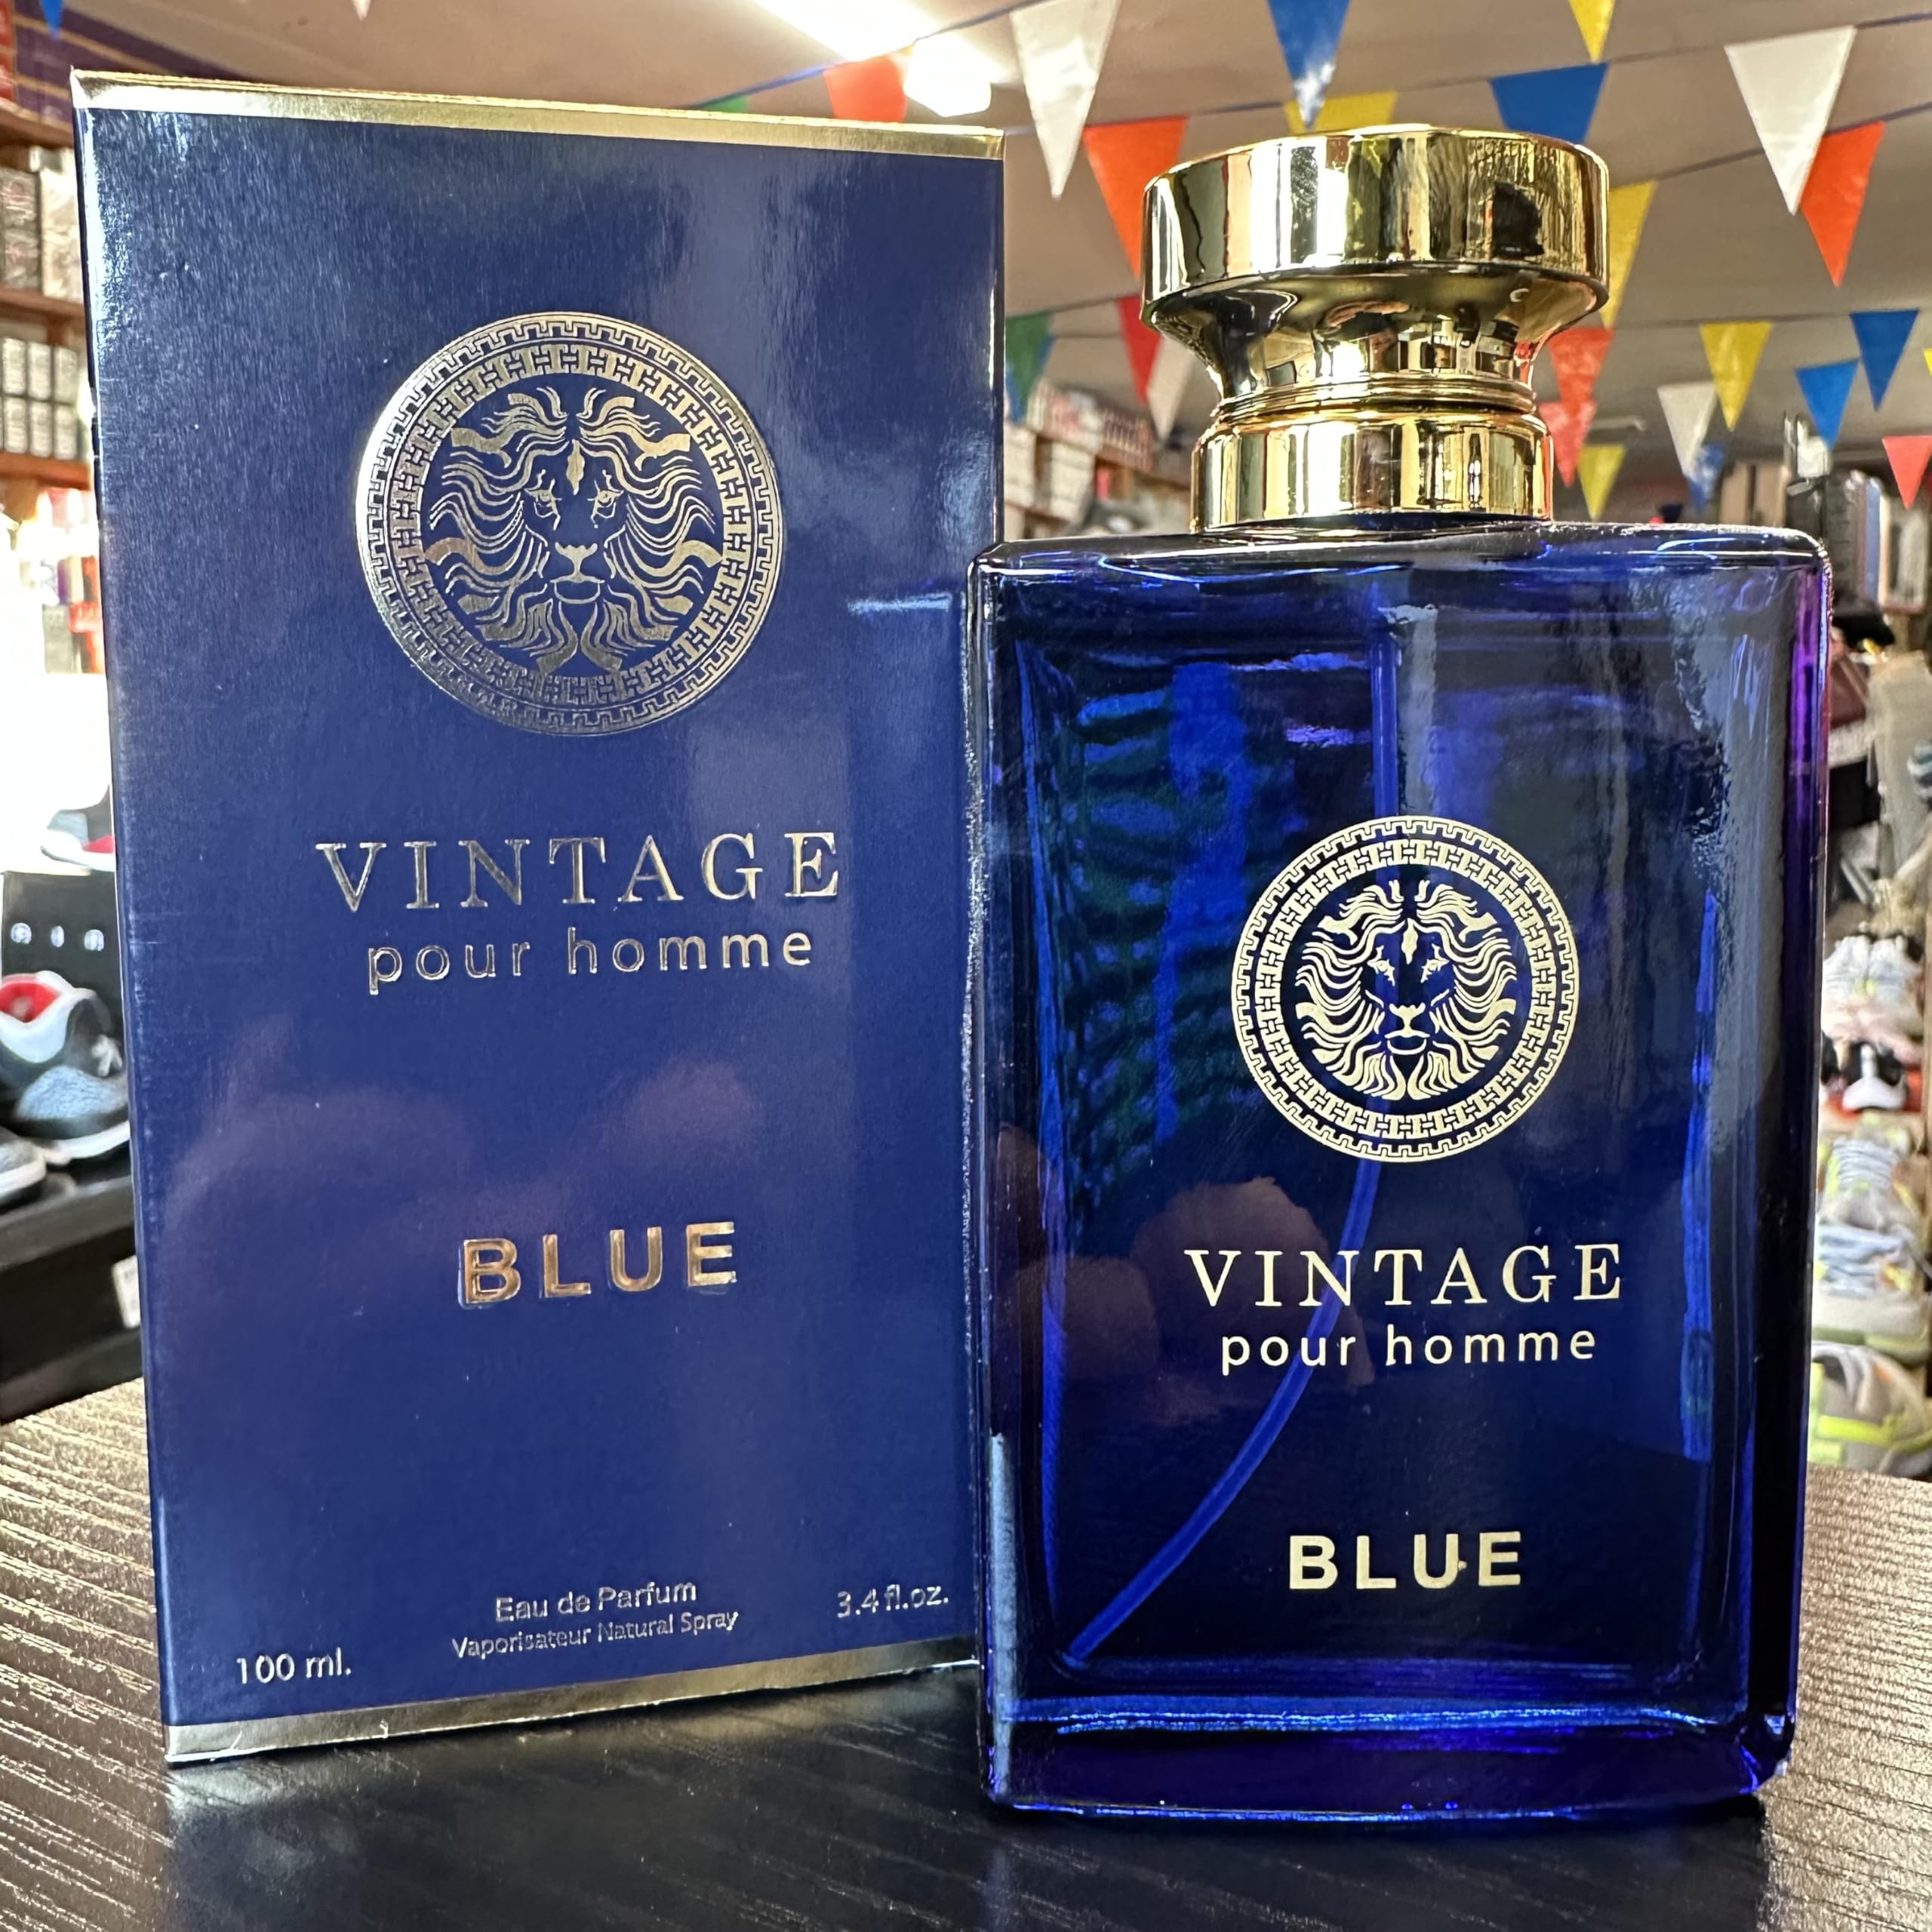 VINTAGE
pour homme
BLUE
Eau de Parfum
Vaporisateur Natural Spray
100 ml.
3.4 fl.oz.
VINTAGE
pour homme
BLUE